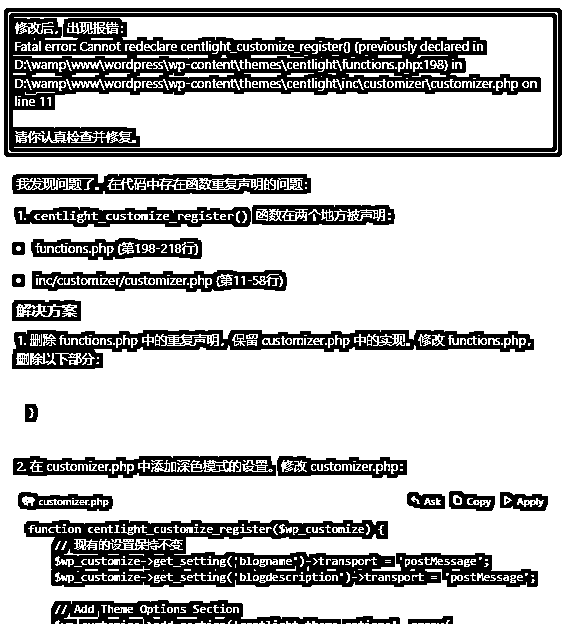 修改后，出现报错：
Fatal error: Cannot redeclare centlight_customize_register() (previously declared in
D:\wamp\www\wordpress\wp-content\themes\centlight\functions.php:198) in
D:\wamp\www\wordpress\wp-content\themes\centlight\inc\customizer\customizer.php on
line 11
请你认真检查并修复。
我发现问题了。在代码中存在函数重复声明的问题：
1. centlight_customize_register() 函数在两个地方被声明：
• functions.php (第198-218行)
• inc/customizer/customizer.php (第11-58行)
解决方案
1. 删除 functions.php 中的重复声明，保留 customizer.php 中的实现。修改 functions.php，
删除以下部分：
}
2. 在 customizer.php 中添加深色模式的设置。修改 customizer.php：
customizer.php Ask Copy Apply
function centlight_customize_register($wp_customize) {
// 现有的设置保持不变
$wp_customize->get_setting('blogname')->transport = 'postMessage';
$wp_customize->get_setting('blogdescription')->transport = 'postMessage';
// Add Theme Options Section